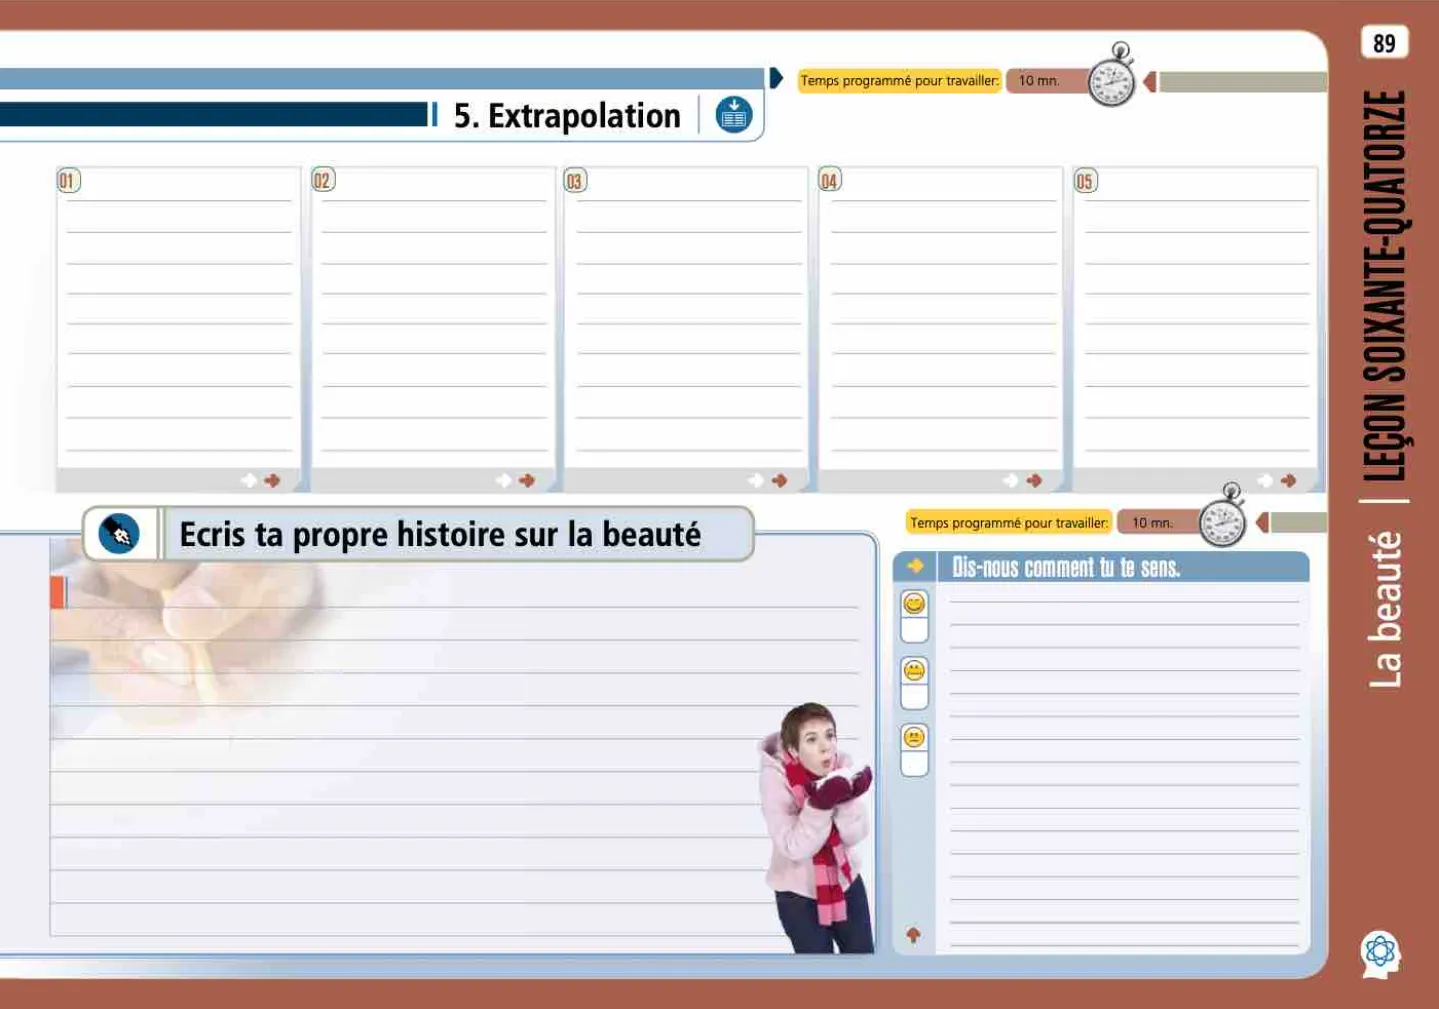 89
Temps programmé pour travailler:
10 mn.
5. Extrapolation
01
02
03
04
05
Ecris ta propre histoire sur la beauté
Temps programmé pour travailler:
10 mn.
Dis-nous comment tu te sens.
La beauté | LEÇON SOIXANTE-QUATORZE